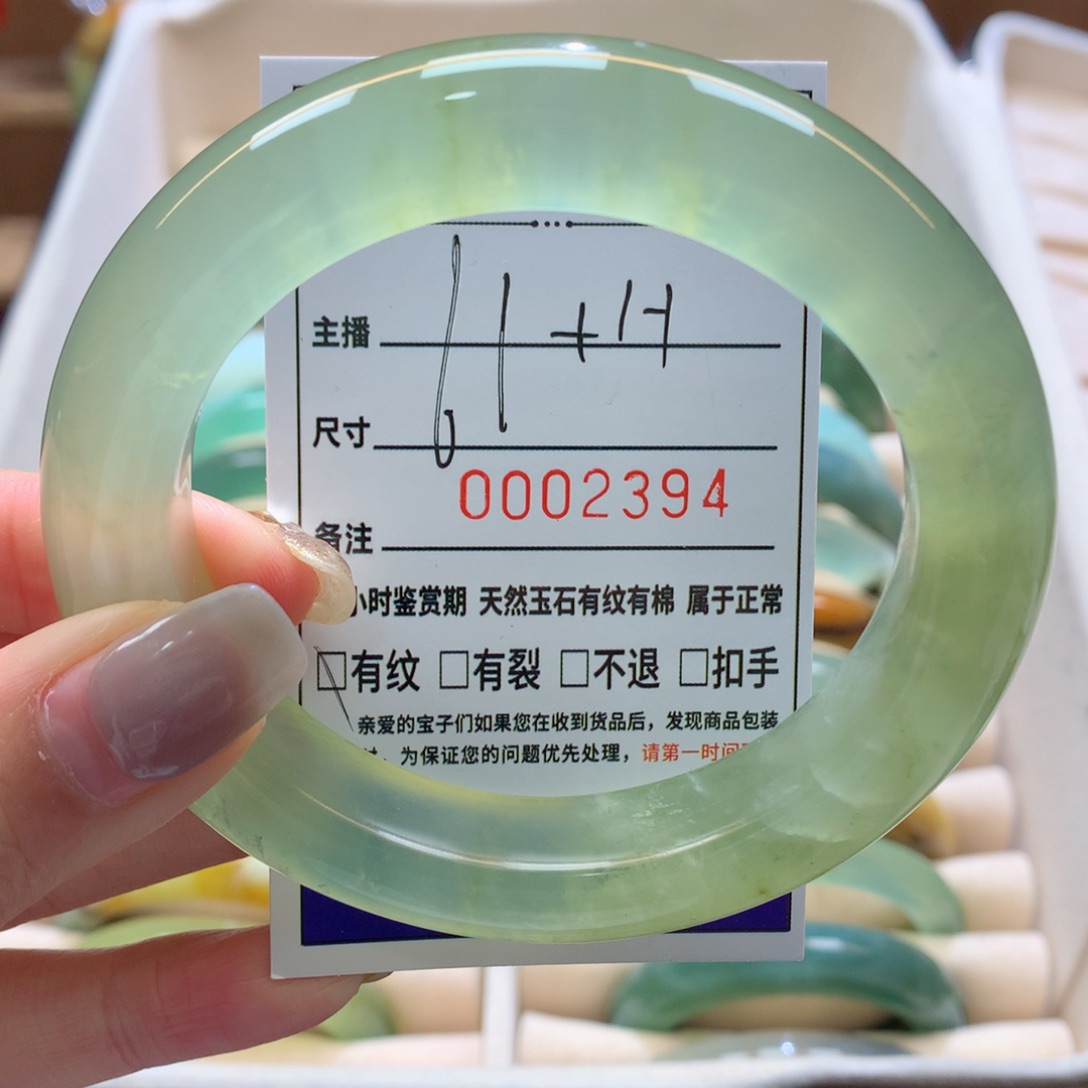 主播
尺寸
0002394
备注
小时鉴赏期 天然玉石有纹有棉 属于正常
□有纹 □有裂 □不退 □扣手
亲爱的宝子们如果您在收到货品后，发现商品包装
为保证您的问题优先处理，请第一时间